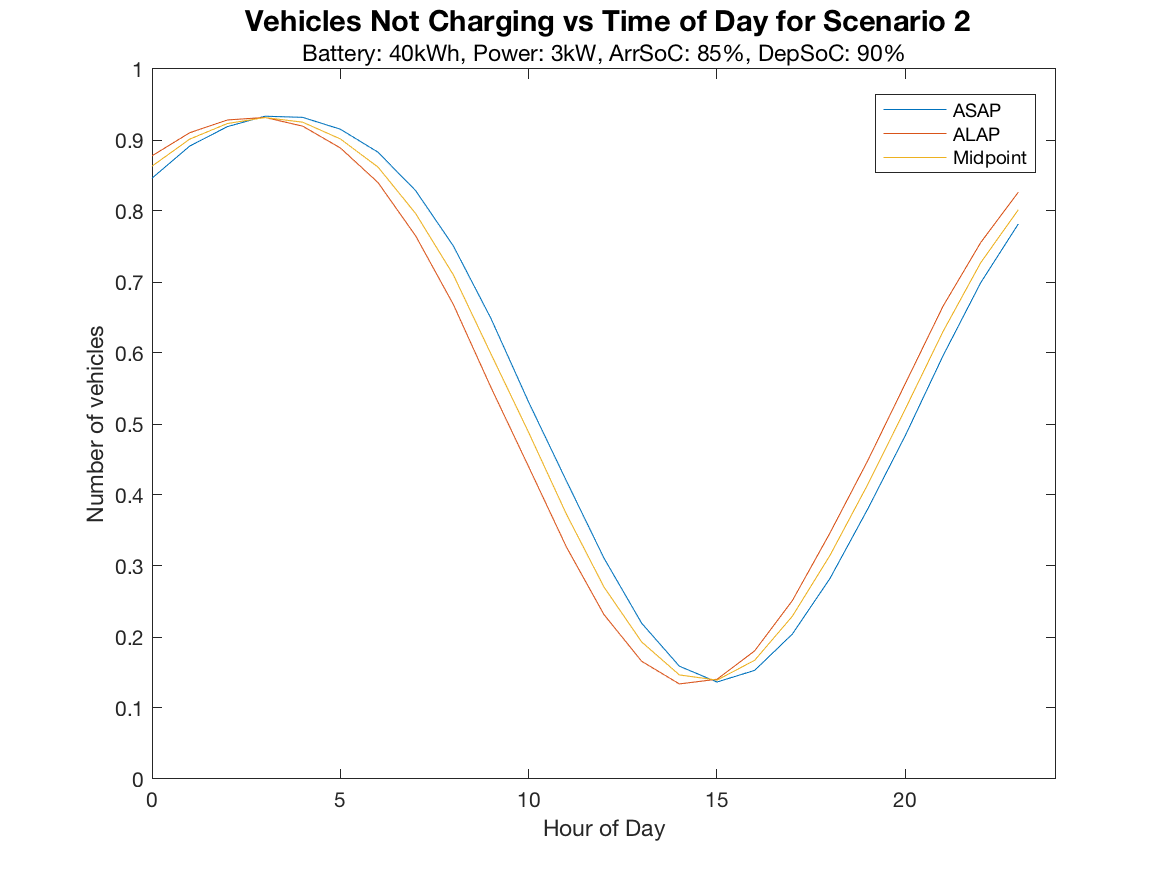 Vehicles Not Charging vs Time of Day for Scenario 2
Battery: 40kWh, Power: 3kW, ArrSoC: 85%, DepSoC: 90%
1
0.9
0.8
0.7
0.6
0.5
0.4
0.3
0.2
0.1
0
Number of vehicles
ASAP
ALAP
Midpoint
0 5 10 15 20
Hour of Day